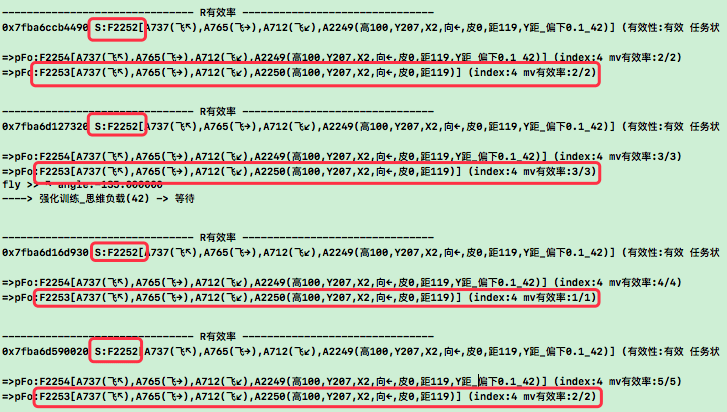 ------------------------------ R有效率 ------------------------------
0x7fba6ccb4490 S:F2252[A737(飞↖),A765(飞→),A712(飞↙),A2249(高100,Y207,X2,向←,皮0,距119,Y距_偏下0.1_42)] (有效性:有效 任务状
=>pFo:F2254[A737(飞↖),A765(飞→),A712(飞↙),A2249(高100,Y207,X2,向←,皮0,距119,Y距_偏下0.1_42)] (index:4 mv有效率:2/2)
=>pFo:F2253[A737(飞↖),A765(飞→),A712(飞↙),A2250(高100,Y207,X2,向←,皮0,距119)] (index:4 mv有效率:2/2)
------------------------------ R有效率 ------------------------------
0x7fba6d127320 S:F2252[A737(飞↖),A765(飞→),A712(飞↙),A2249(高100,Y207,X2,向←,皮0,距119,Y距_偏下0.1_42)] (有效性:有效 任务状
=>pFo:F2254[A737(飞↖),A765(飞→),A712(飞↙),A2249(高100,Y207,X2,向←,皮0,距119,Y距_偏下0.1_42)] (index:4 mv有效率:3/3)
=>pFo:F2253[A737(飞↖),A765(飞→),A712(飞↙),A2250(高100,Y207,X2,向←,皮0,距119)] (index:4 mv有效率:3/3)
fly >> angle:-135.000000
----> 强化训练_思维负载(42) -> 等待
------------------------------ R有效率 ------------------------------
0x7fba6d16d930 S:F2252[A737(飞↖),A765(飞→),A712(飞↙),A2249(高100,Y207,X2,向←,皮0,距119,Y距_偏下0.1_42)] (有效性:有效 任务状
=>pFo:F2254[A737(飞↖),A765(飞→),A712(飞↙),A2249(高100,Y207,X2,向←,皮0,距119,Y距_偏下0.1_42)] (index:4 mv有效率:4/4)
=>pFo:F2253[A737(飞↖),A765(飞→),A712(飞↙),A2250(高100,Y207,X2,向←,皮0,距119)] (index:4 mv有效率:1/1)
------------------------------ R有效率 ------------------------------
0x7fba6d590020 S:F2252[A737(飞↖),A765(飞→),A712(飞↙),A2249(高100,Y207,X2,向←,皮0,距119,Y距_偏下0.1_42)] (有效性:有效 任务状
=>pFo:F2254[A737(飞↖),A765(飞→),A712(飞↙),A2249(高100,Y207,X2,向←,皮0,距119,Y距_偏下0.1_42)] (index:4 mv有效率:5/5)
=>pFo:F2253[A737(飞↖),A765(飞→),A712(飞↙),A2250(高100,Y207,X2,向←,皮0,距119)] (index:4 mv有效率:2/2)